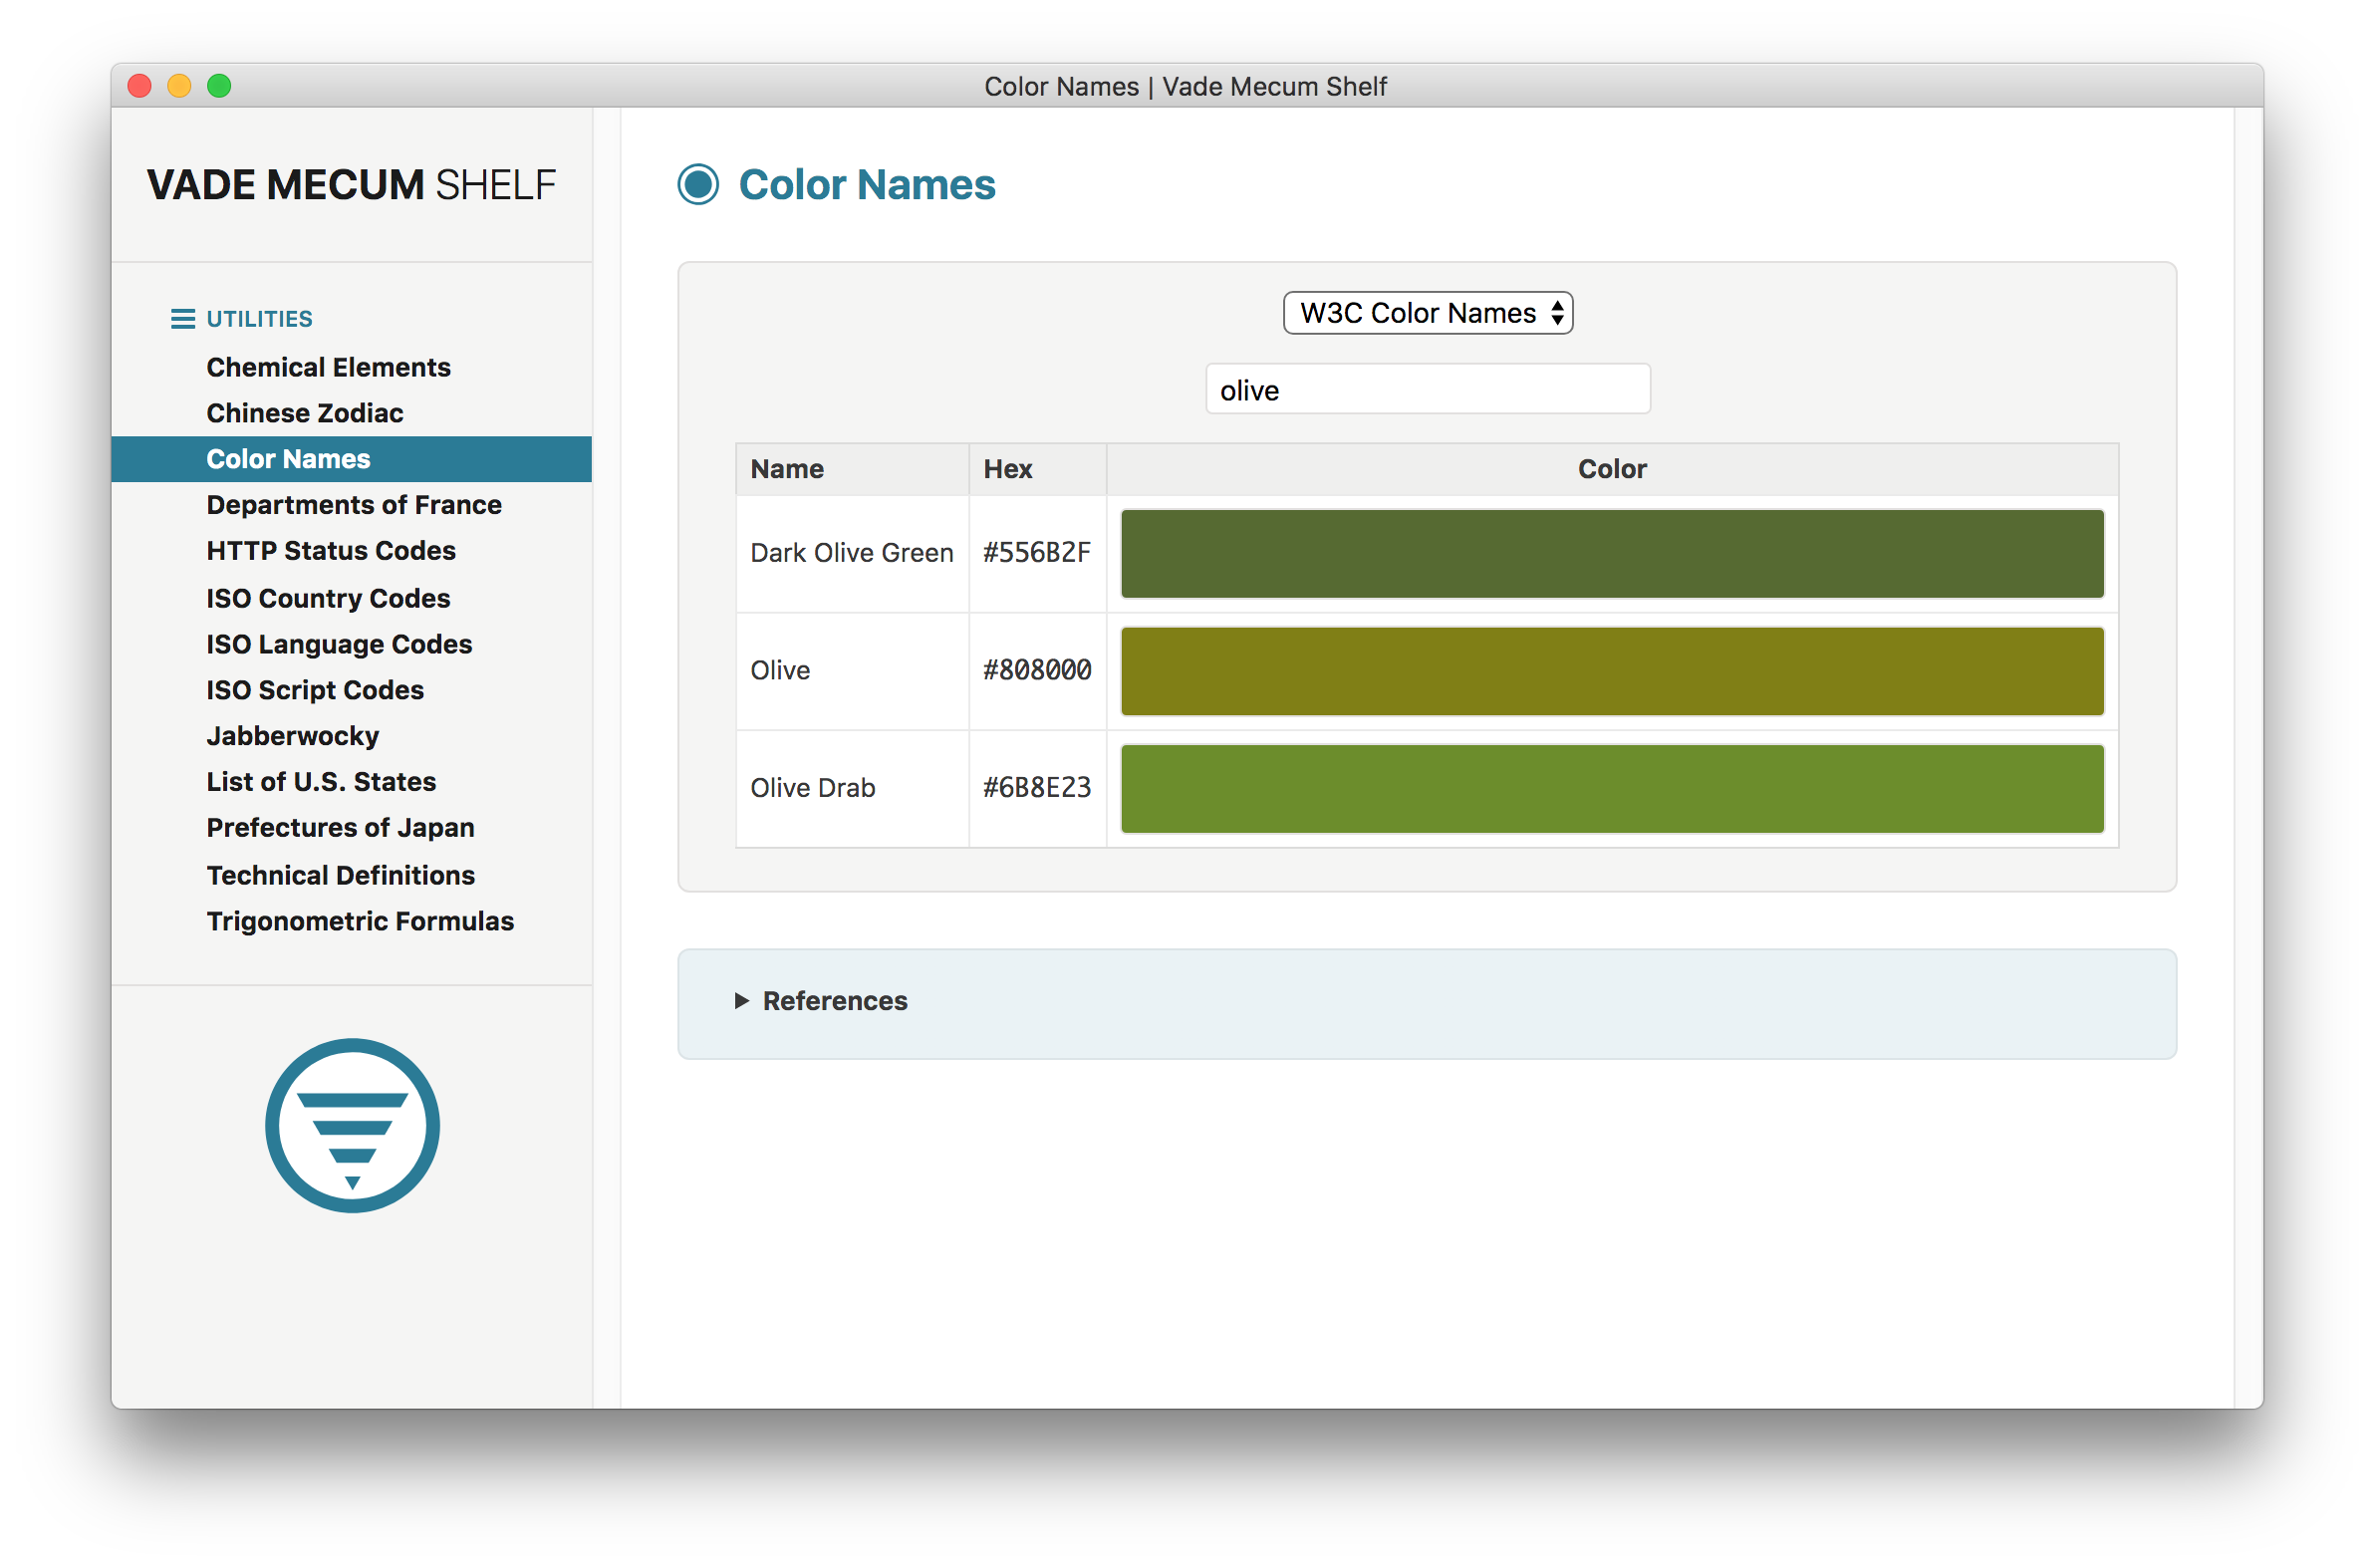 Color Names | Vade Mecum Shelf
VADE MECUM SHELF
UTILITIES
Chemical Elements
Chinese Zodiac
Color Names
Departments of France
HTTP Status Codes
ISO Country Codes
ISO Language Codes
ISO Script Codes
Jabberwocky
List of U.S. States
Prefectures of Japan
Technical Definitions
Trigonometric Formulas
Color Names
W3C Color Names
olive
Name Hex Color
Dark Olive Green #556B2F
Olive #808000
Olive Drab #6B8E23
References